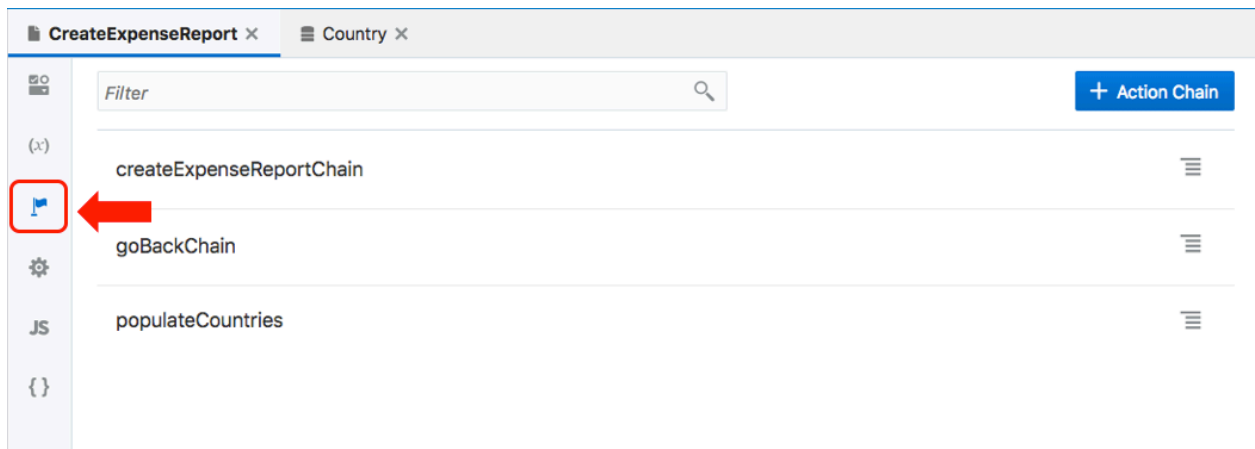 CreateExpenseReport × Country ×
Filter
+ Action Chain
(x)
createExpenseReportChain
goBackChain
JS
populateCountries
{ }